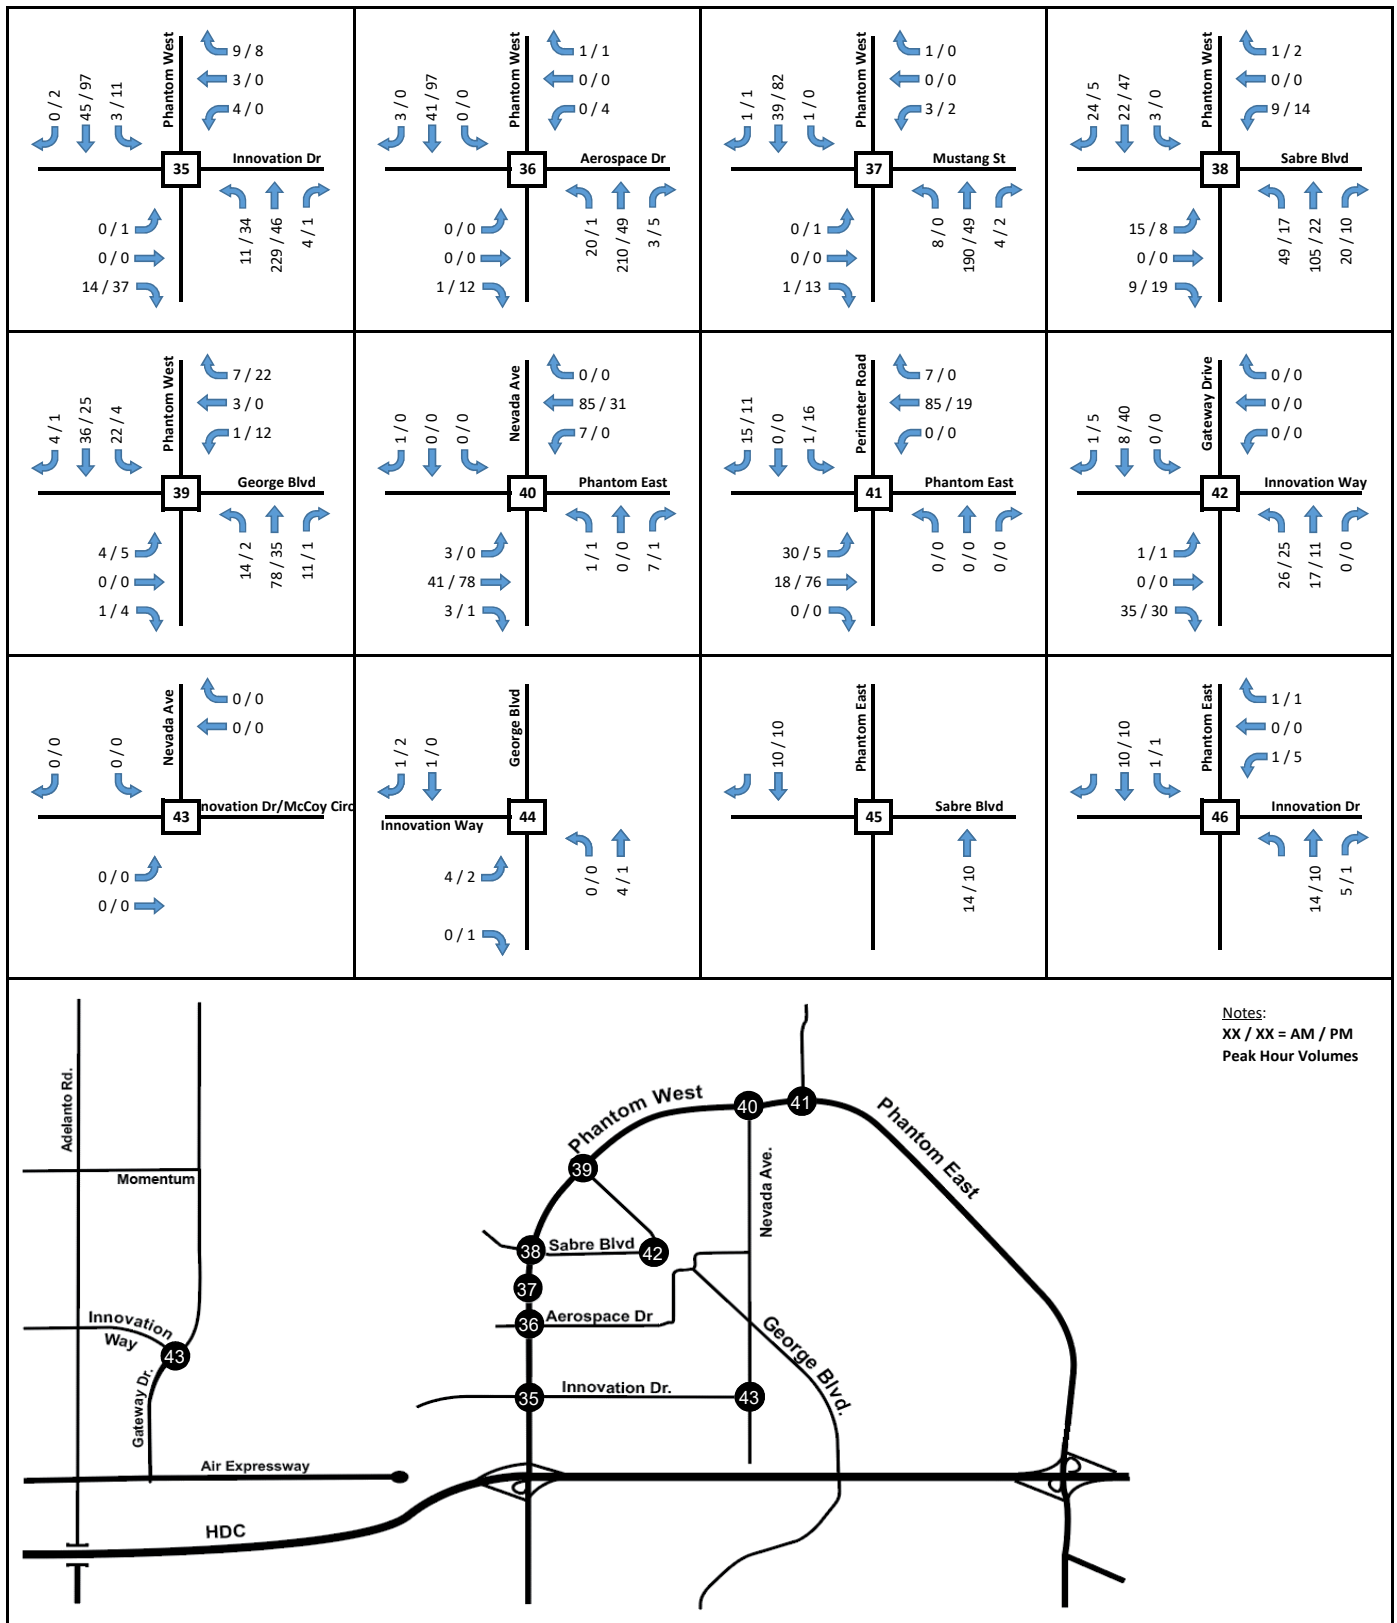 Phantom West
9 / 8
3 / 0
4 / 0
0 / 2
45 / 97
3 / 11
35
Innovation Dr
0 / 1
0 / 0
14 / 37
11 / 34
229 / 46
4 / 1
Phantom West
1 / 1
0 / 0
0 / 4
3 / 0
41 / 97
0 / 0
36
Aerospace Dr
0 / 0
0 / 0
1 / 12
20 / 1
210 / 49
3 / 5
Phantom West
1 / 0
0 / 0
3 / 2
1 / 1
39 / 82
1 / 0
37
Mustang St
0 / 1
0 / 0
1 / 13
8 / 0
190 / 49
4 / 2
Phantom West
1 / 2
0 / 0
9 / 14
24 / 5
22 / 47
3 / 0
38
Sabre Blvd
15 / 8
0 / 0
9 / 19
49 / 17
105 / 22
20 / 10
Phantom West
7 / 22
3 / 0
1 / 12
4 / 1
36 / 25
22 / 4
39
George Blvd
4 / 5
0 / 0
1 / 4
14 / 2
78 / 35
11 / 1
Nevada Ave
0 / 0
85 / 31
7 / 0
1 / 0
0 / 0
0 / 0
40
Phantom East
3 / 0
41 / 78
3 / 1
1 / 1
0 / 0
7 / 1
Perimeter Road
7 / 0
85 / 19
0 / 0
15 / 11
0 / 0
1 / 16
41
Phantom East
30 / 5
18 / 76
0 / 0
0 / 0
0 / 0
0 / 0
Gateway Drive
0 / 0
0 / 0
0 / 0
1 / 5
8 / 40
0 / 0
42
Innovation Way
1 / 1
0 / 0
35 / 30
26 / 25
17 / 11
0 / 0
Nevada Ave
0 / 0
0 / 0
0 / 0
0 / 0
43
novation Dr/McCoy Circ
0 / 0
0 / 0
George Blvd
1 / 2
1 / 0
44
Innovation Way
4 / 2
0 / 1
0 / 0
4 / 1
Phantom East
10 / 10
45
Sabre Blvd
14 / 10
Phantom East
1 / 1
0 / 0
1 / 5
10 / 10
1 / 1
46
Innovation Dr
14 / 10
5 / 1
Notes:
XX / XX = AM / PM
Peak Hour Volumes
Adelanto Rd.
Momentum
Innovation
Way
43
Gateway Dr.
Air Expressway
HDC
Phantom West
40
41
Phantom East
39
Nevada Ave.
38
Sabre Blvd
42
37
36
Aerospace Dr
George Blvd.
35
Innovation Dr.
43